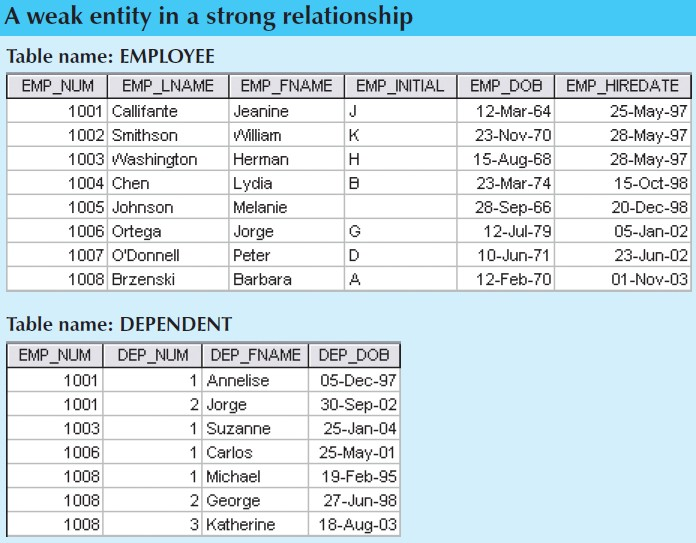 A weak entity in a strong relationship
Table name: EMPLOYEE
EMP_NUM EMP_LNAME EMP_FNAME EMP_INITIAL EMP_DOB EMP_HIREDATE
1001 Callifante Jeanine J 12-Mar-64 25-May-97
1002 Smithson William K 23-Nov-70 28-May-97
1003 Washington Herman H 15-Aug-68 28-May-97
1004 Chen Lydia B 23-Mar-74 15-Oct-98
1005 Johnson Melanie 28-Sep-66 20-Dec-98
1006 Ortega Jorge G 12-Jul-79 05-Jan-02
1007 O'Donnell Peter D 10-Jun-71 23-Jun-02
1008 Brzenski Barbara A 12-Feb-70 01-Nov-03
Table name: DEPENDENT
EMP_NUM DEP_NUM DEP_FNAME DEP_DOB
1001 1 Annelise 05-Dec-97
1001 2 Jorge 30-Sep-02
1003 1 Suzanne 25-Jan-04
1006 1 Carlos 25-May-01
1008 1 Michael 19-Feb-95
1008 2 George 27-Jun-98
1008 3 Katherine 18-Aug-03